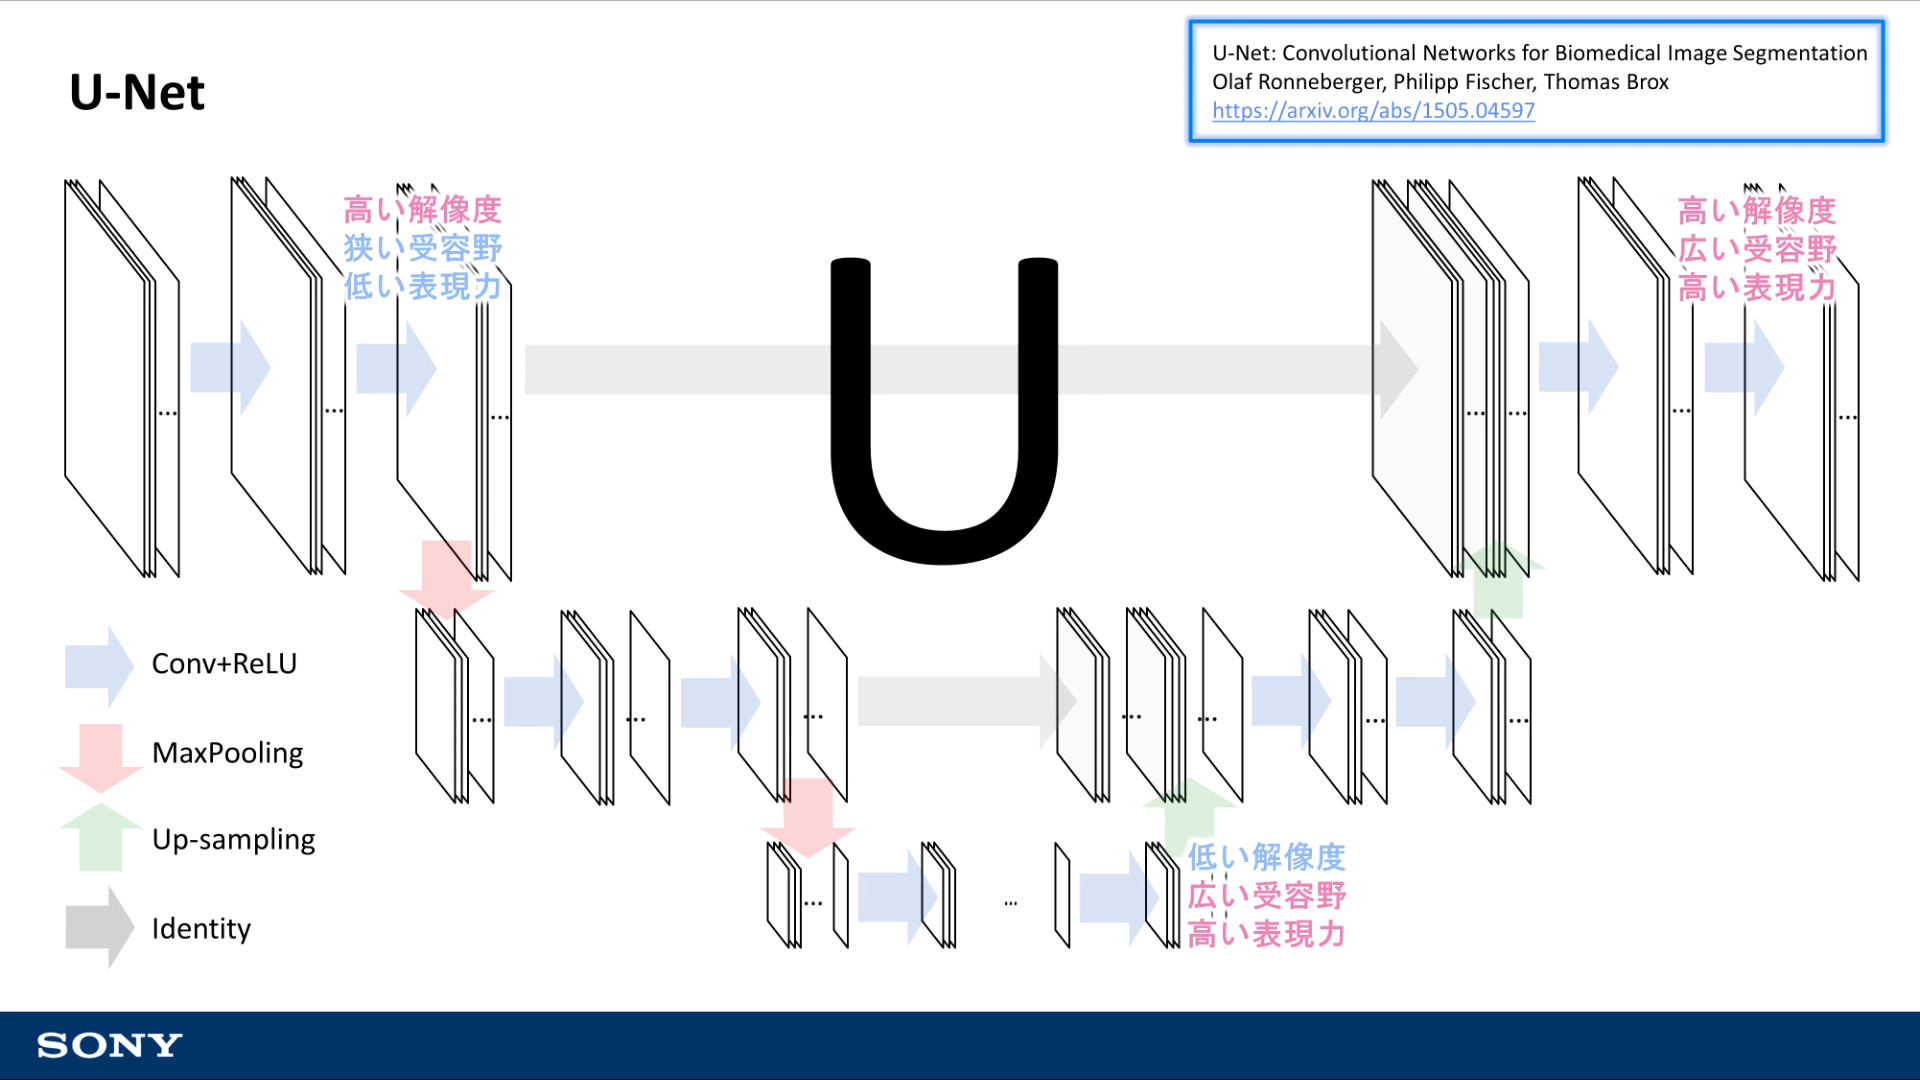 U-Net
U-Net: Convolutional Networks for Biomedical Image Segmentation
Olaf Ronneberger, Philipp Fischer, Thomas Brox
https://arxiv.org/abs/1505.04597
高い解像度
狭い受容野
低い表現力
高い解像度
広い受容野
高い表現力
...
...
...
...
...
...
...
U
Conv+ReLU
MaxPooling
Up-sampling
Identity
...
...
...
...
...
...
...
...
...
低い解像度
広い受容野
高い表現力
SONY